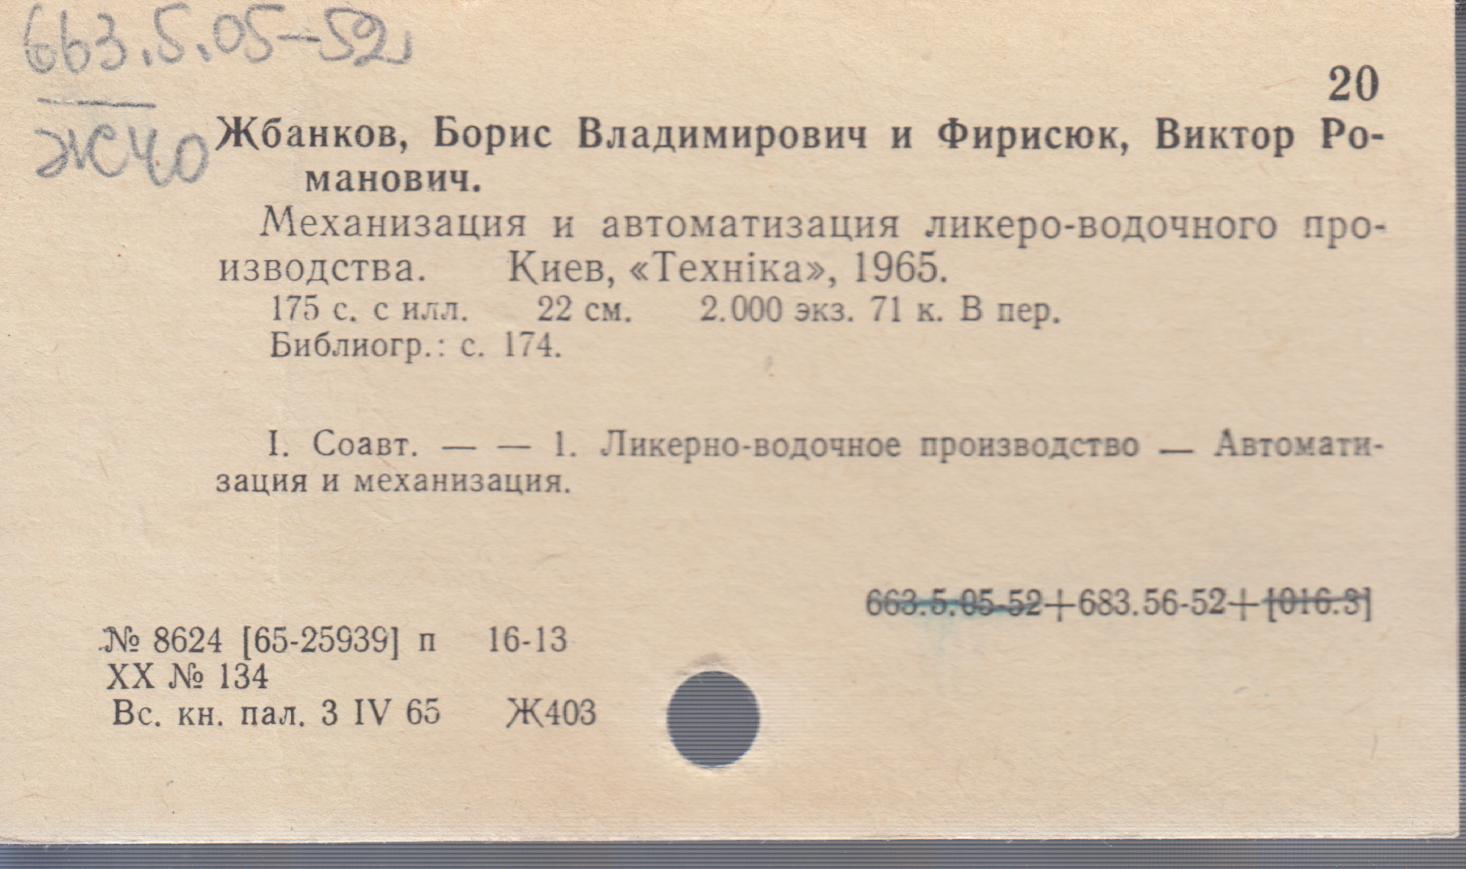 663.5.05-52
Ж40
20
Жбанков, Борис Владимирович и Фирисюк, Виктор Ро-
манович.
Механизация и автоматизация ликеро-водочного про-
изводства. Киев, «Техніка», 1965.
175 с. с илл. 22 см. 2.000 экз. 71 к. В пер.
Библиогр.: с. 174.
I. Соавт. — — 1. Ликерно-водочное производство — Автомати-
зация и механизация.
663.5.05-52+683.56-52+[016.3]
№ 8624 [65-25939] п 16-13
XX № 134
Вс. кн. пал. 3 IV 65 Ж403